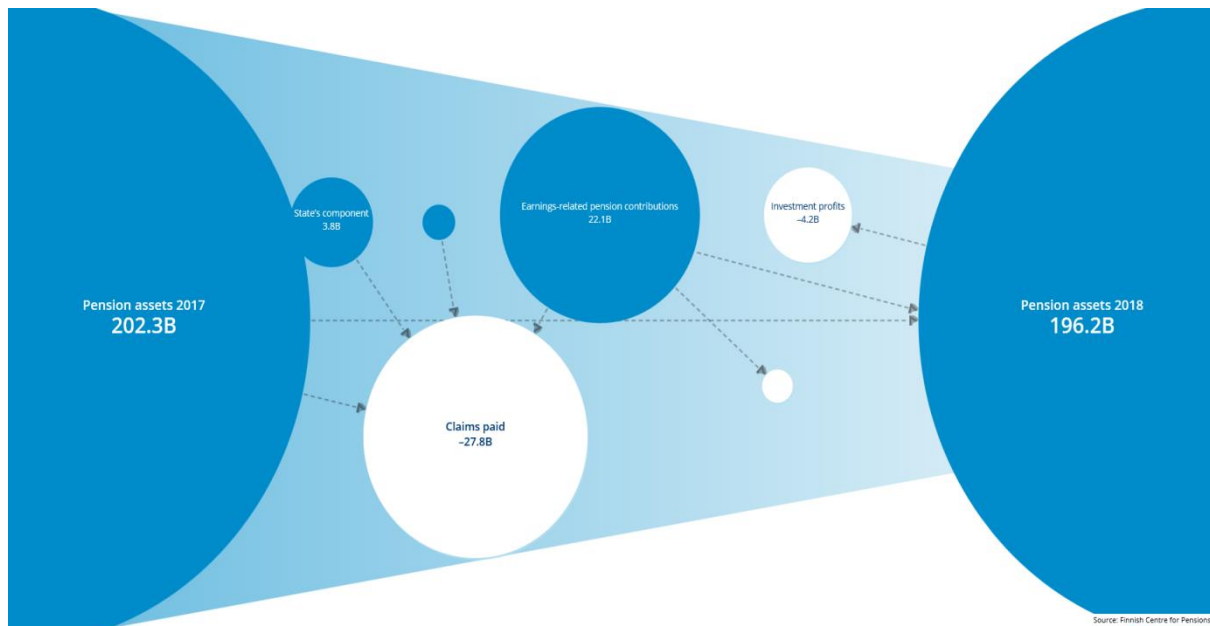 Pension assets 2017
202.3B
State's component
3.8B
Earnings-related pension contributions
22.1B
Investment profits
–4.2B
Claims paid
–27.8B
Pension assets 2018
196.2B
Source: Finnish Centre for Pensions